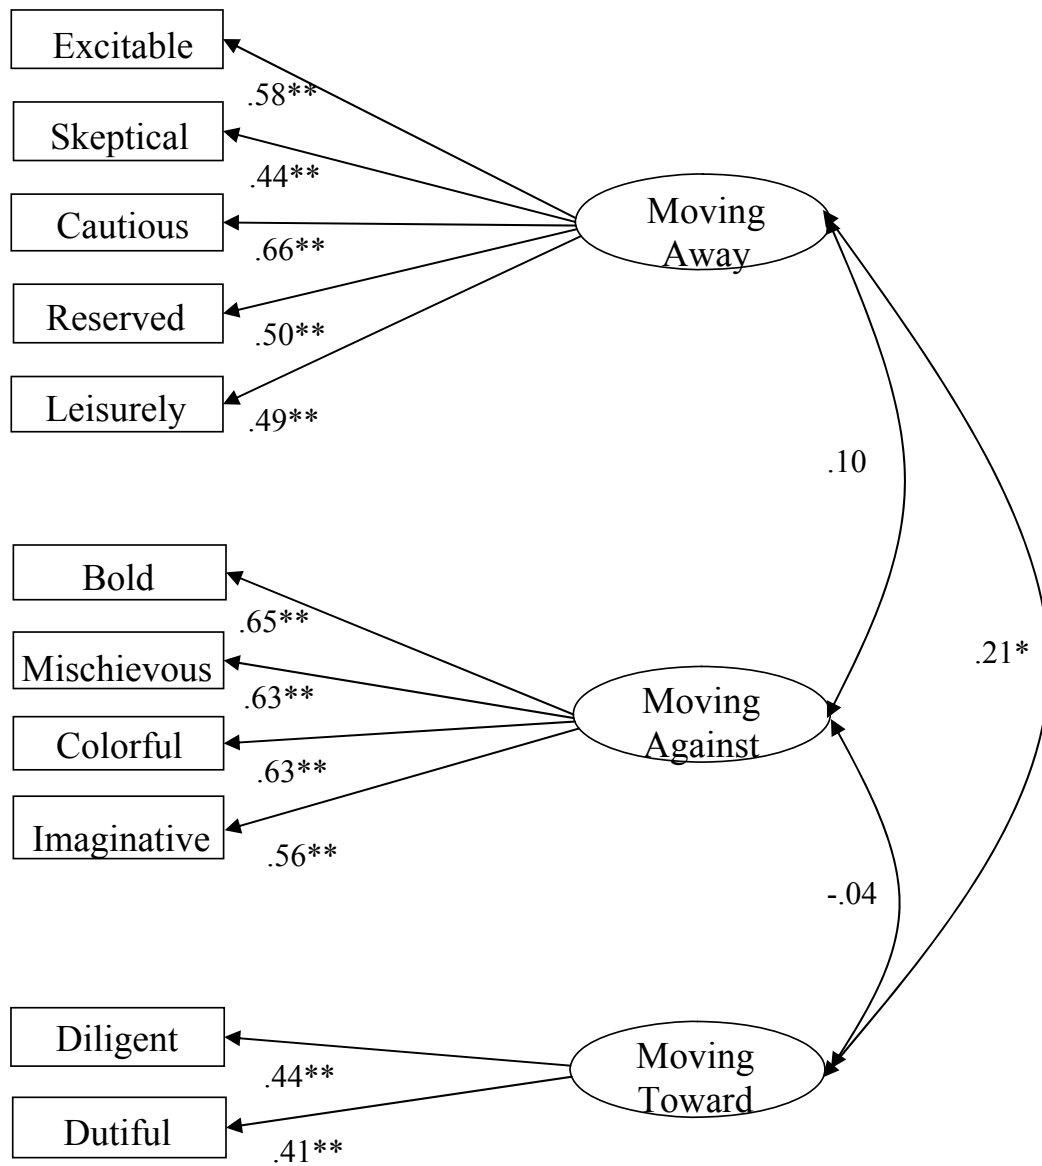 Excitable
.58**
Skeptical
.44**
Cautious
.66**
Reserved
.50**
Leisurely
.49**
Moving
Away
.10
.21*
Bold
.65**
Mischievous
.63**
Colorful
.63**
Imaginative
.56**
Moving
Against
-.04
Diligent
.44**
Dutiful
.41**
Moving
Toward